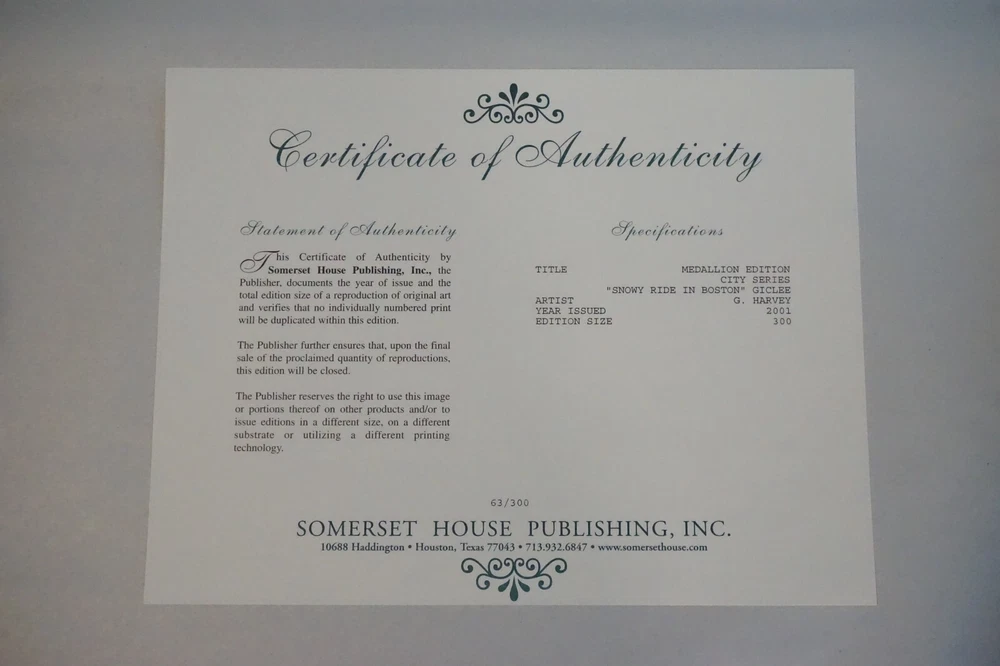 Certificate of Authenticity
Statement of Authenticity
This Certificate of Authenticity by
Somerset House Publishing, Inc., the
Publisher, documents the year of issue and the
total edition size of a reproduction of original art
and verifies that no individually numbered print
will be duplicated within this edition.
The Publisher further ensures that, upon the final
sale of the proclaimed quantity of reproductions,
this edition will be closed.
The Publisher reserves the right to use this image
or portions thereof on other products and/or to
issue editions in a different size, on a different
substrate or utilizing a different printing
technology.
Specifications
TITLE MEDALLION EDITION
CITY SERIES
"SNOWY RIDE IN BOSTON" GICLEE
ARTIST G. HARVEY
YEAR ISSUED 2001
EDITION SIZE 300
63/300
SOMERSET HOUSE PUBLISHING, INC.
10688 Haddington • Houston, Texas 77043 • 713.932.6847 • www.somersethouse.com